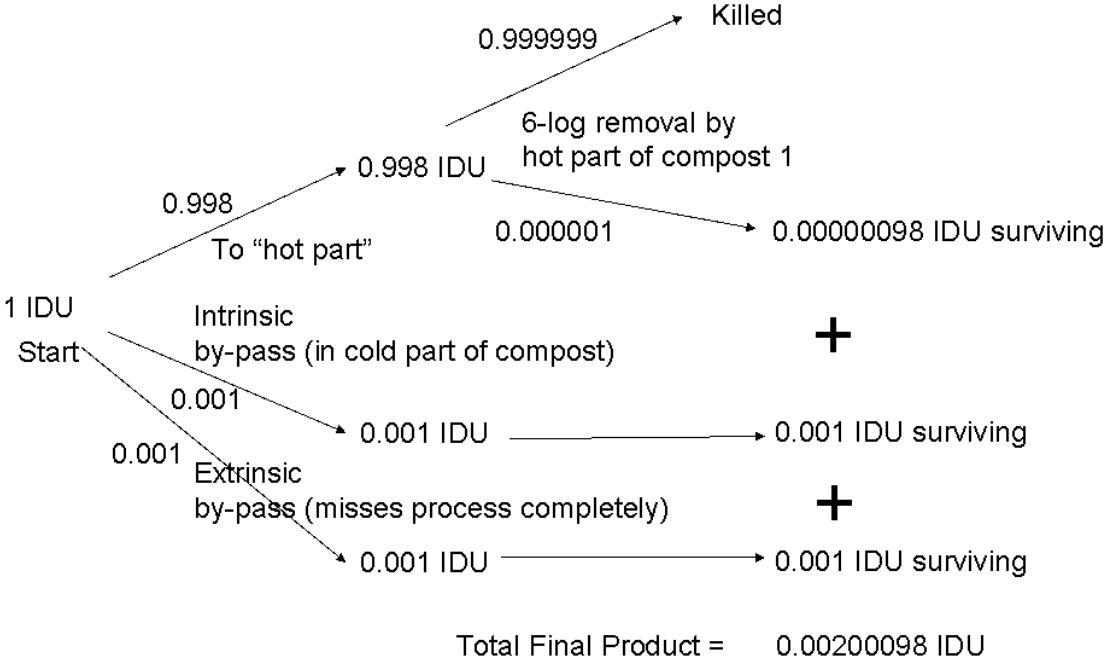 Killed
0.999999
6-log removal by
hot part of compost 1
0.998 IDU
0.998
0.000001
0.00000098 IDU surviving
To “hot part”
1 IDU
Start
Intrinsic
by-pass (in cold part of compost)
+
0.001
0.001 IDU
0.001 IDU surviving
0.001
Extrinsic
by-pass (misses process completely)
+
0.001 IDU
0.001 IDU surviving
Total Final Product = 0.00200098 IDU